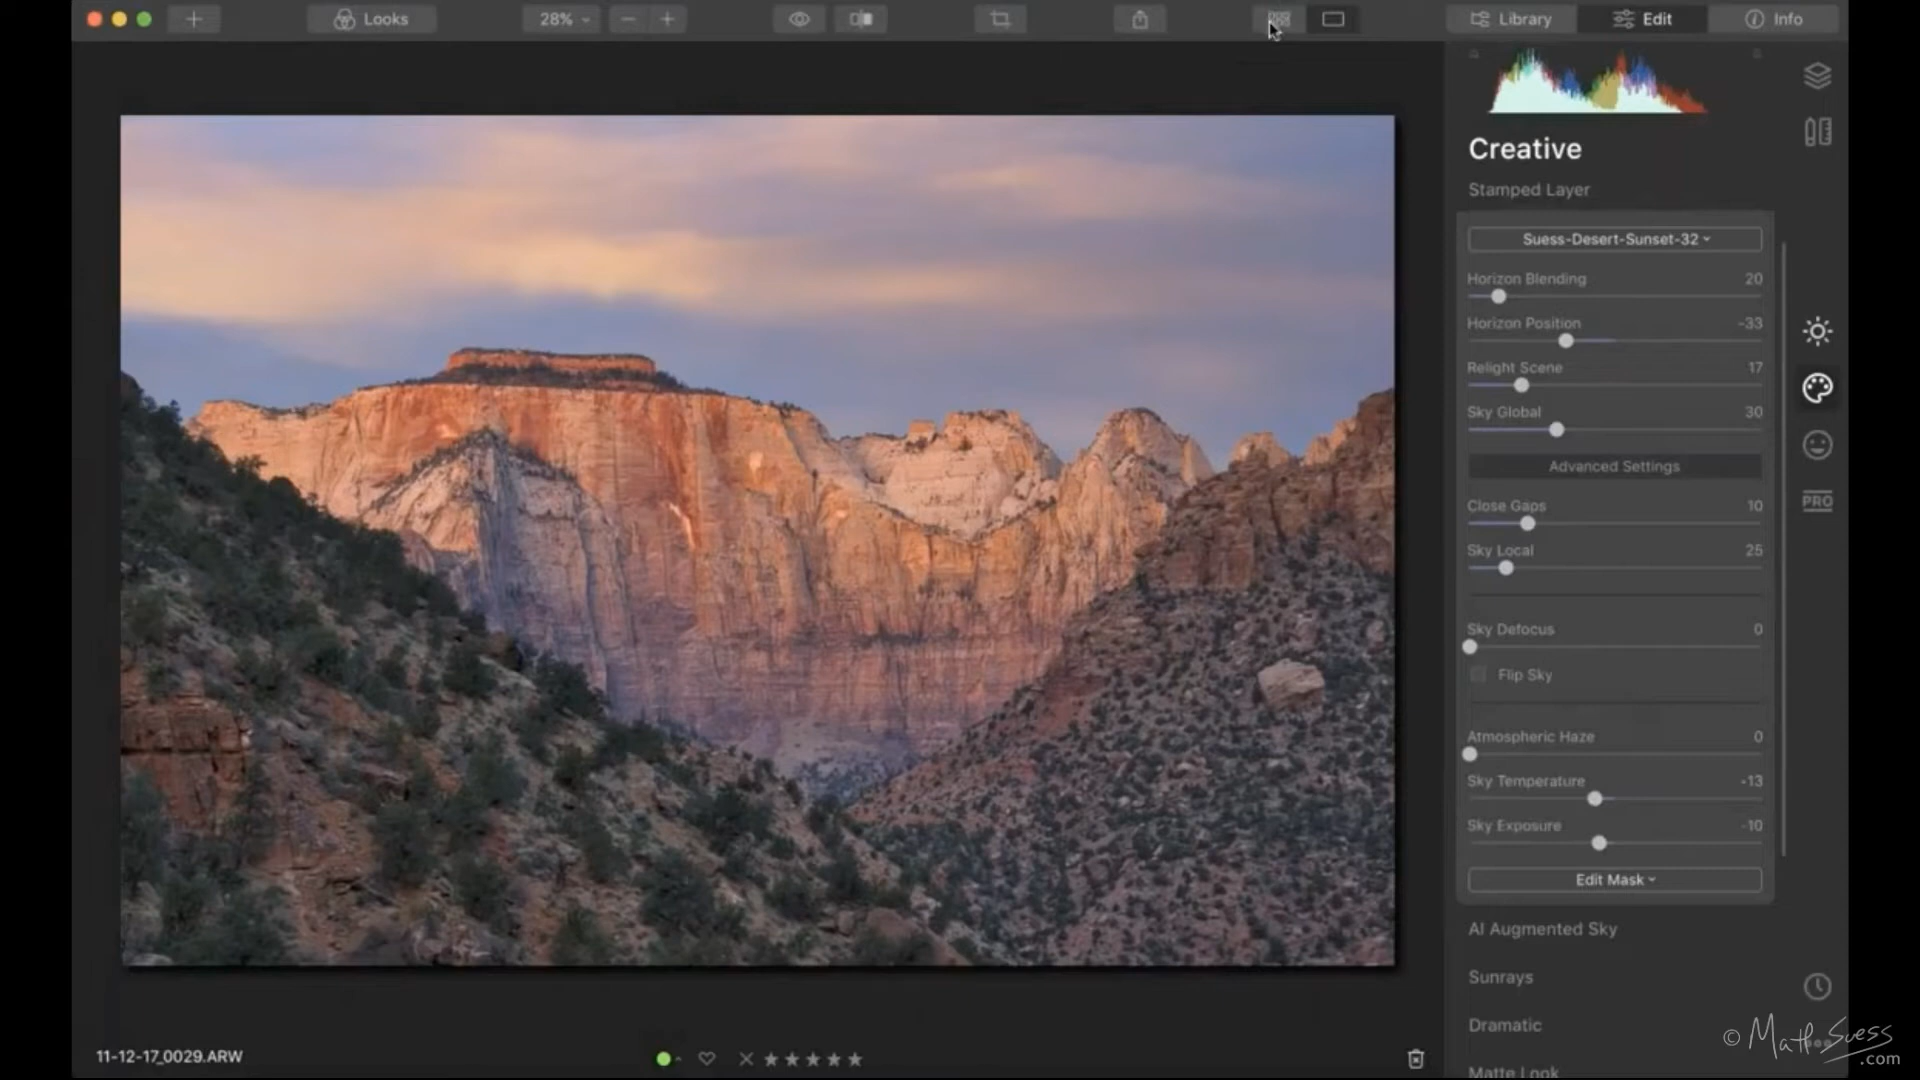 Looks
28%
Library
Edit
Info
Creative
Stamped Layer
Suess-Desert-Sunset-32
Horizon Blending 20
Horizon Position -33
Relight Scene 17
Sky Global 30
Advanced Settings
Close Gaps 10
Sky Local 25
Sky Defocus 0
Flip Sky
Atmospheric Haze 0
Sky Temperature -13
Sky Exposure -10
Edit Mask
AI Augmented Sky
Sunrays
Dramatic
Matte Look
PRO
11-12-17_0029.ARW
© Matt Suess
.com